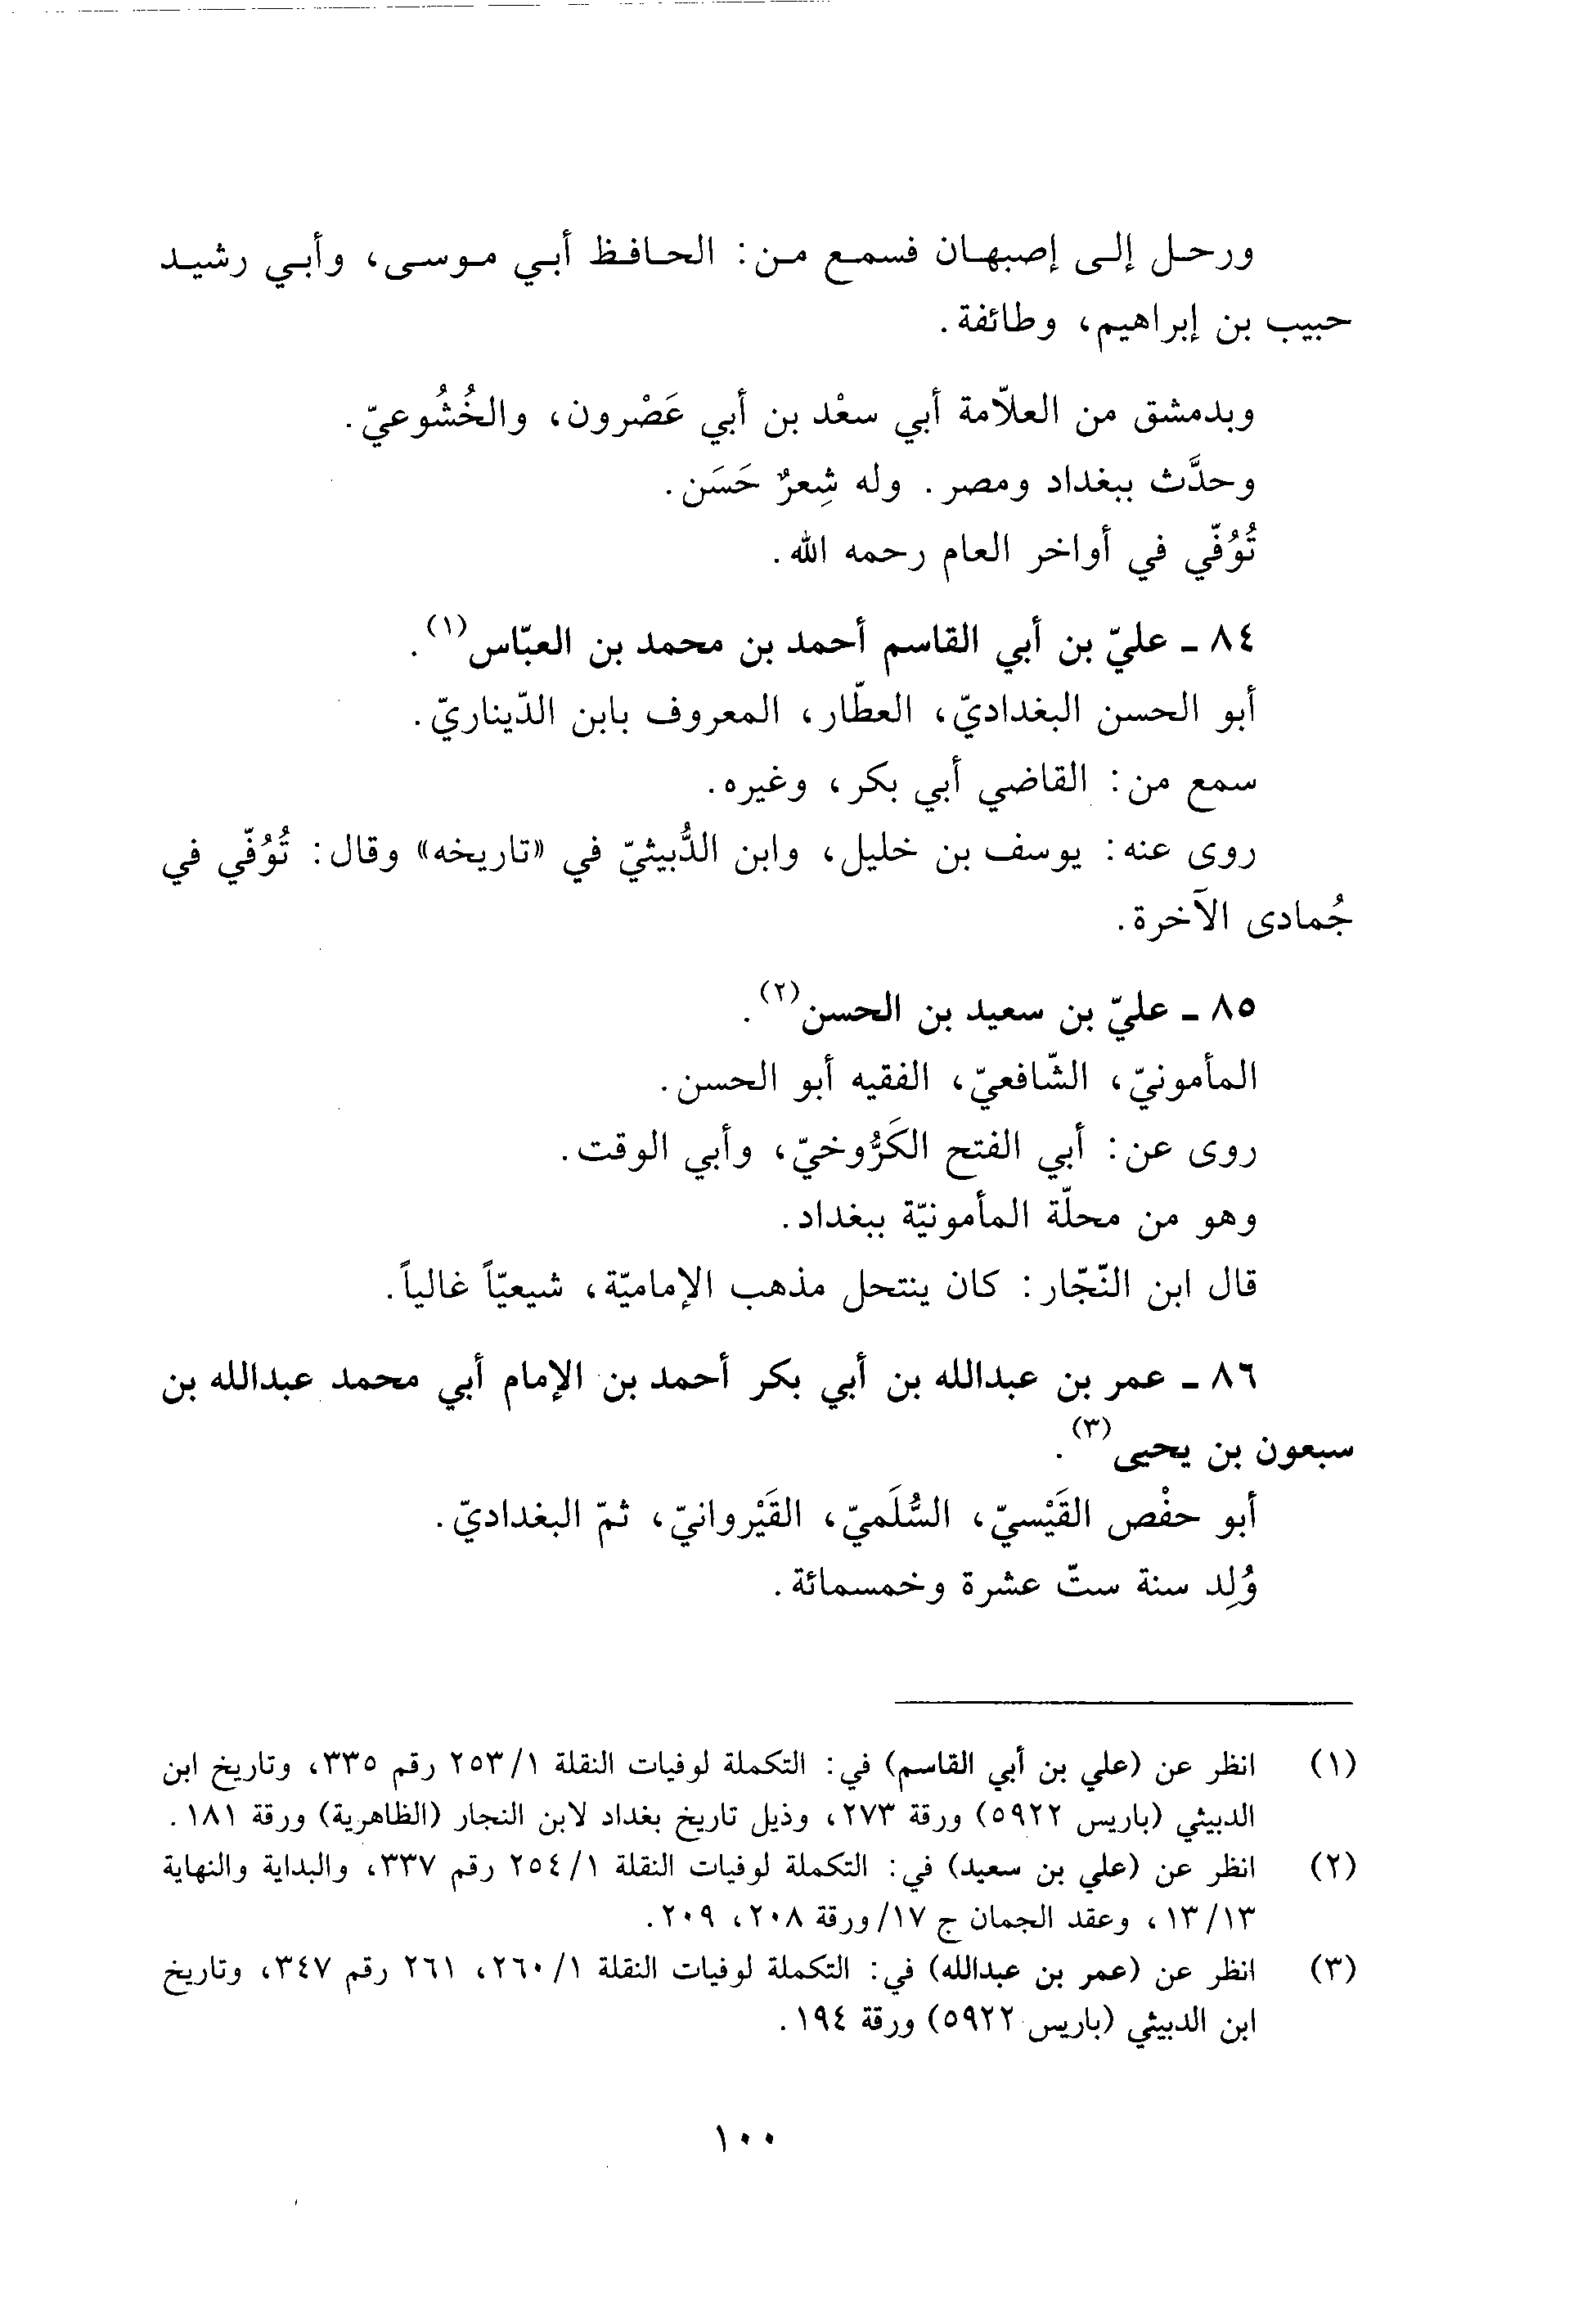 ورحل إلى إصبهان فسمع من: الحافظ أبي موسى، وأبي رشيد
حبيب بن إبراهيم، وطائفة.
وبدمشق من العلاّمة أبي سعْد بن أبي عَصْرون، والخُشُوعيّ.
وحدَّث ببغداد ومصر. وله شِعرٌ حَسَن.
تُوُفّي في أواخر العام رحمه الله.
٨٤ ـ عليّ بن أبي القاسم أحمد بن محمد بن العبّاس(١).
أبو الحسن البغداديّ، العطّار، المعروف بابن الدّيناريّ.
سمع من: القاضي أبي بكر، وغيره.
روى عنه: يوسف بن خليل، وابن الدُّبيثيّ في «تاريخه» وقال: تُوُفّي في
جُمادى الآخرة.
٨٥ ـ عليّ بن سعيد بن الحسن(٢).
المأمونيّ، الشّافعيّ، الفقيه أبو الحسن.
روى عن: أبي الفتح الكَرُّوخيّ، وأبي الوقت.
وهو من محلّة المأمونيّة ببغداد.
قال ابن النّجّار: كان ينتحل مذهب الإماميّة، شيعيّاً غالياً.
٨٦ ـ عمر بن عبدالله بن أبي بكر أحمد بن الإمام أبي محمد عبدالله بن
سبعون بن يحيى(٣).
أبو حفْص القَيْسيّ، السُّلَميّ، القَيْروانيّ، ثمّ البغداديّ.
وُلِد سنة ستّ عشرة وخمسمائة.
(١) انظر عن (علي بن أبي القاسم) في: التكملة لوفيات النقلة ٢٥٣/١ رقم ٣٣٥، وتاريخ ابن
الدبيثي (باريس ٥٩٢٢) ورقة ٢٧٣، وذيل تاريخ بغداد لابن النجار (الظاهرية) ورقة ١٨١.
(٢) انظر عن (علي بن سعيد) في: التكملة لوفيات النقلة ٢٥٤/١ رقم ٣٣٧، والبداية والنهاية
١٣/١٣، وعقد الجمان ج ١٧/ورقة ٢٠٨، ٢٠٩.
(٣) انظر عن (عمر بن عبدالله) في: التكملة لوفيات النقلة ٢٦٠/١، ٢٦١ رقم ٣٤٧، وتاريخ
ابن الدبيثي (باريس ٥٩٢٢) ورقة ١٩٤.
١٠٠